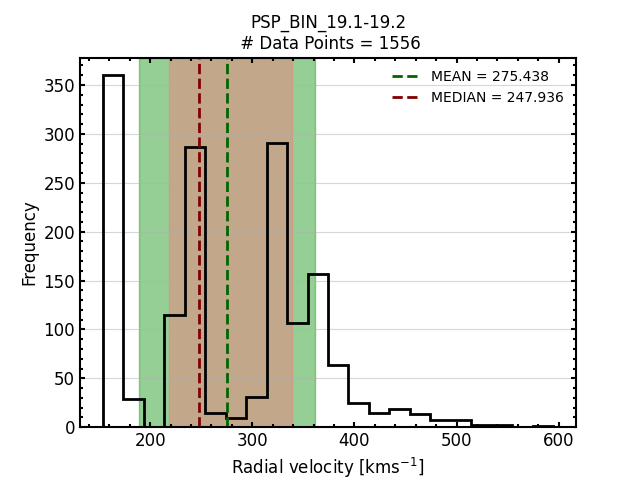 PSP_BIN_19.1-19.2
# Data Points = 1556
MEAN = 275.438
MEDIAN = 247.936
Frequency
350
300
250
200
150
100
50
0
200
300
400
500
600
Radial velocity [kms⁻¹]